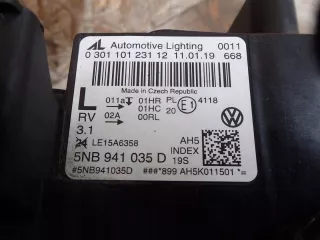 AL Automotive Lighting 0011
0 301 101 231 12 11.01.19 668
Made in Czech Republic
L 011a 01HR PL E1 4118
01HC 20
RV 02A 00RL
3.1
24 LE15A6358 AH5
5NB 941 035 D INDEX
19S
#5NB941035D ###*899 AH5K011501 *